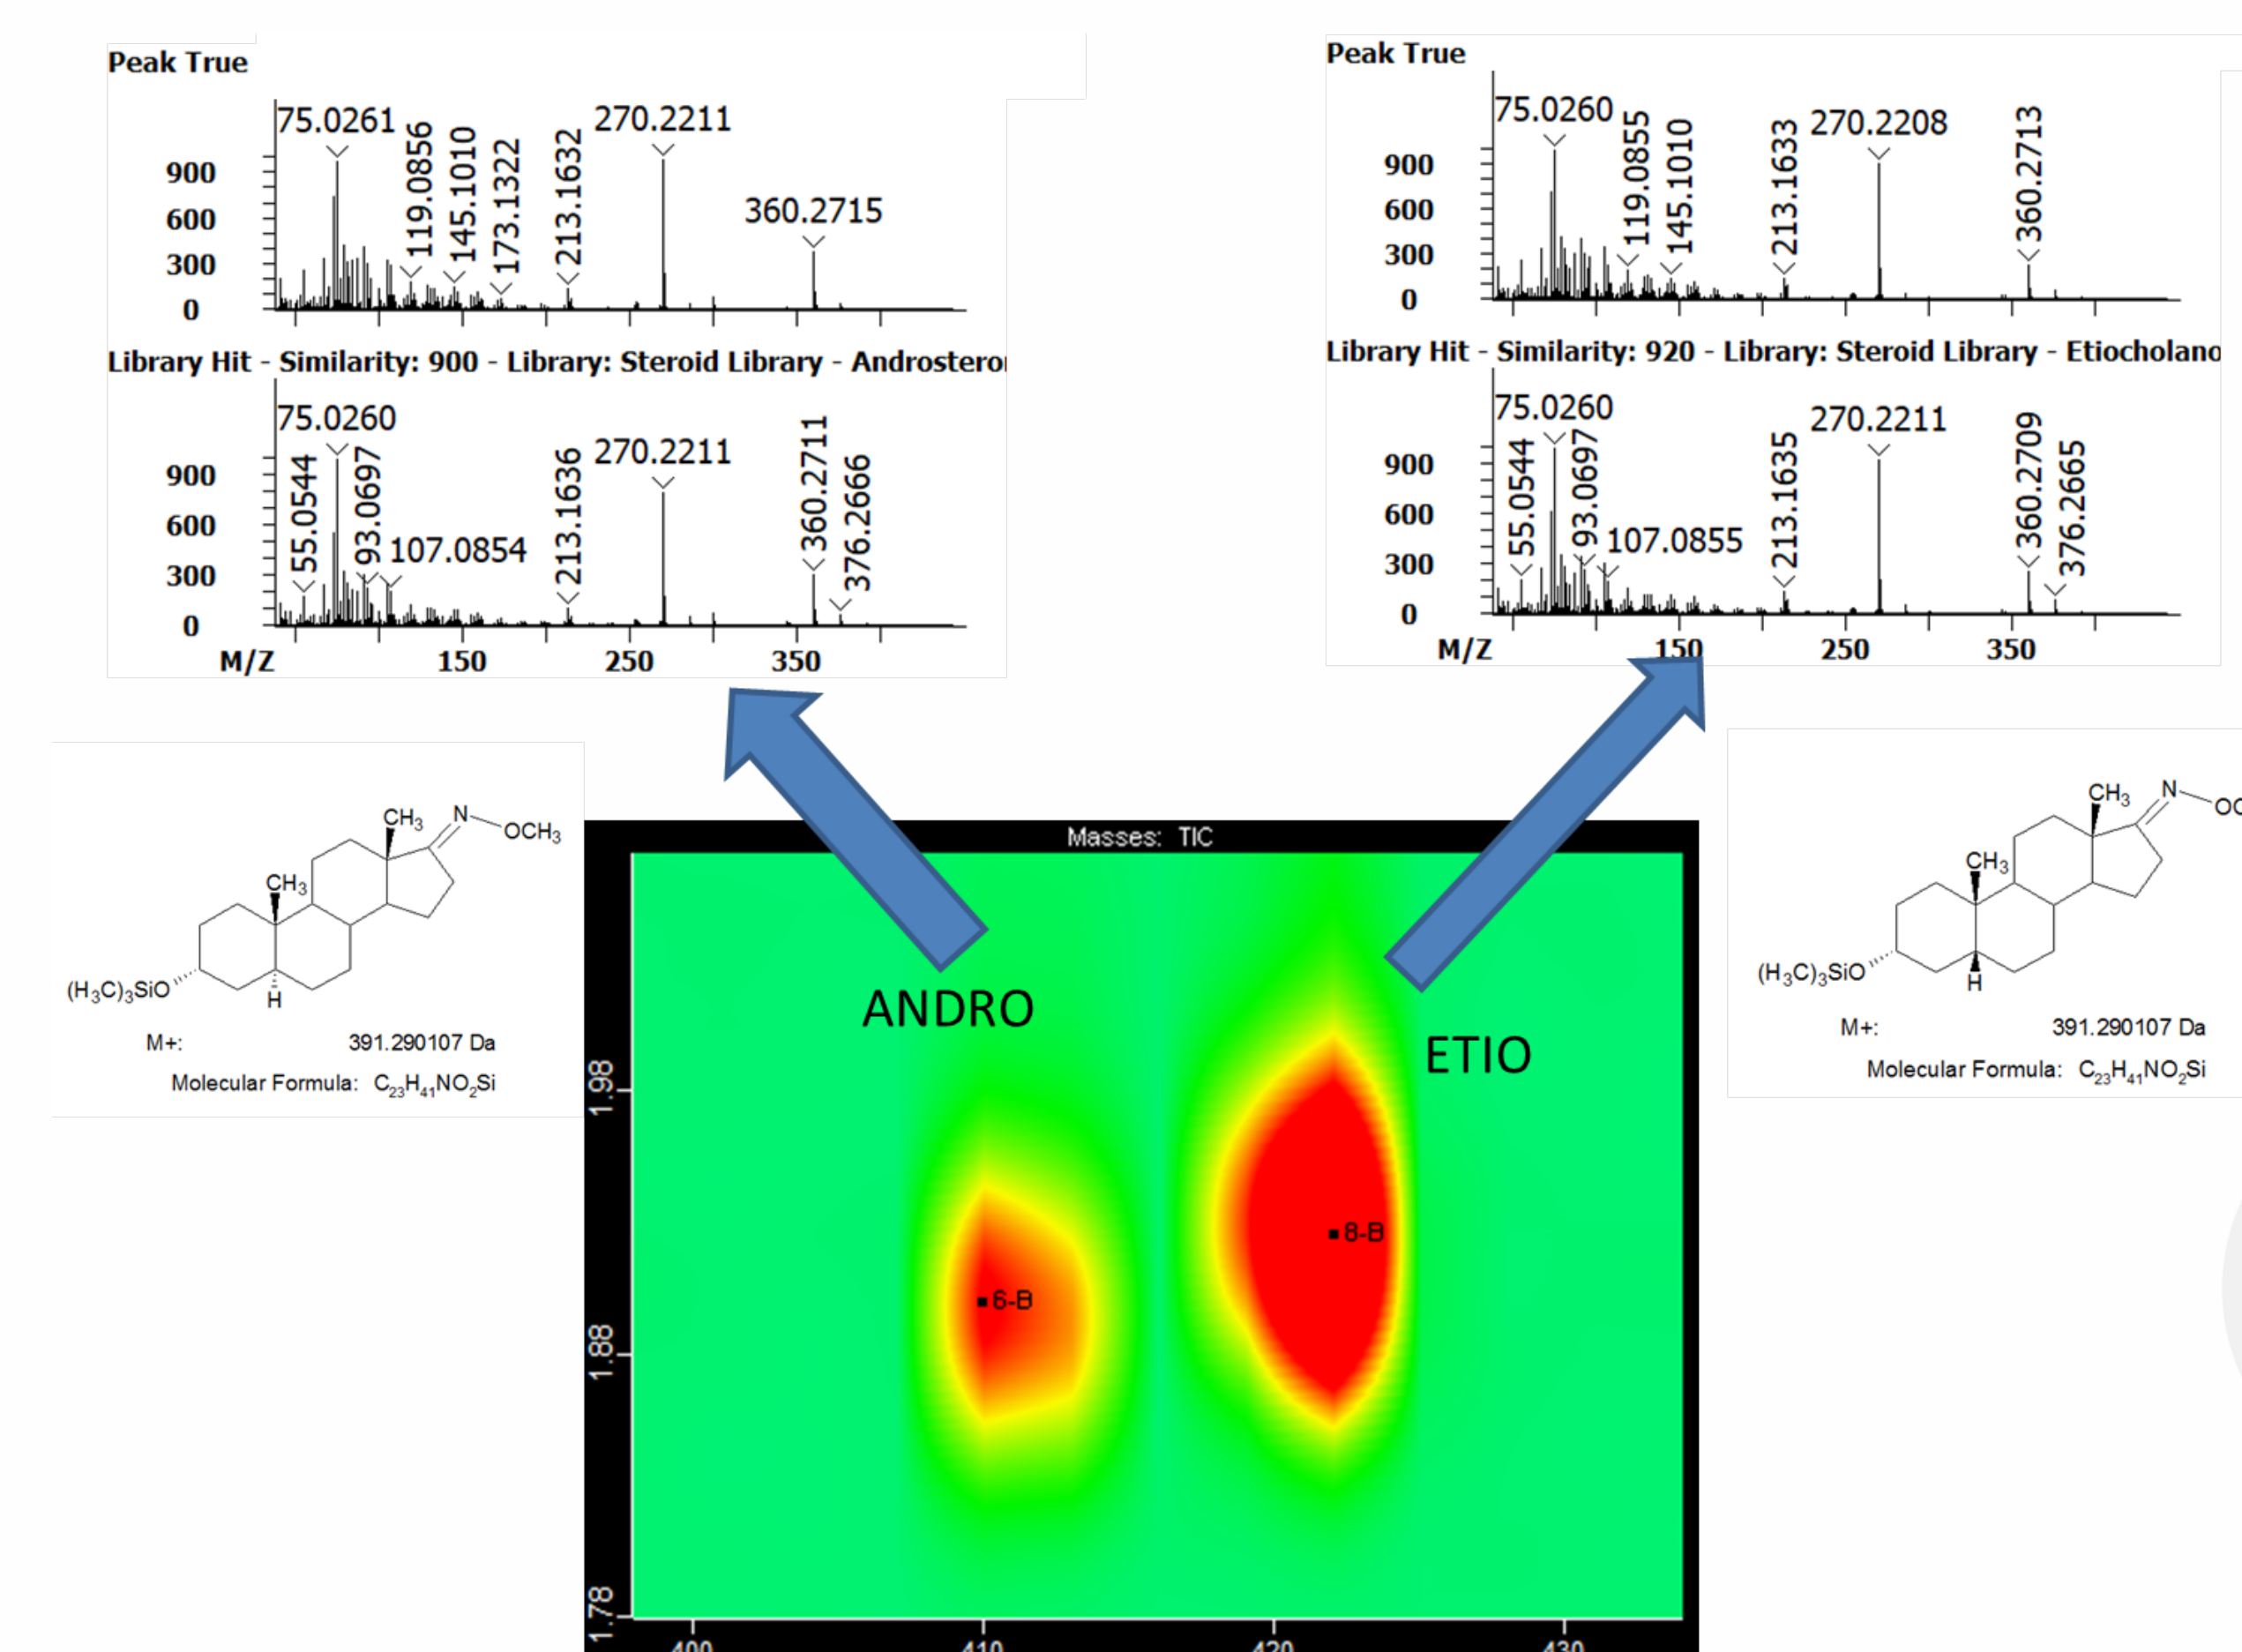 Peak True
75.0261
119.0856
145.1010
173.1322
213.1632
270.2211
360.2715
900
600
300
0
Library Hit - Similarity: 900 - Library: Steroid Library -
75.0260
55.0544
93.0697
107.0854
213.1636
270.2211
360.2711
376.2666
900
600
300
0
M/Z 150 250 350
Peak True
75.0260
119.0855
145.1010
213.1633
270.2208
360.2713
900
600
300
0
Library Hit - Similarity: 920 - Library: Steroid Library -
75.0260
55.0544
93.0697
107.0855
213.1635
270.2211
360.2709
376.2665
900
600
300
0
M/Z 150 250 350
CH3
N
OCH3
CH3
(H3C)3SiO
H
M+: 391.290107 Da
Molecular Formula: C23H41NO2Si
CH3
N
CH3
(H3C)3SiO
H
M+: 391.290107 Da
Molecular Formula: C23H41NO2Si
Masses: TIC
ANDRO
ETIO
1.98
8-B
6-B
1.88
1.78
400 410 420 430